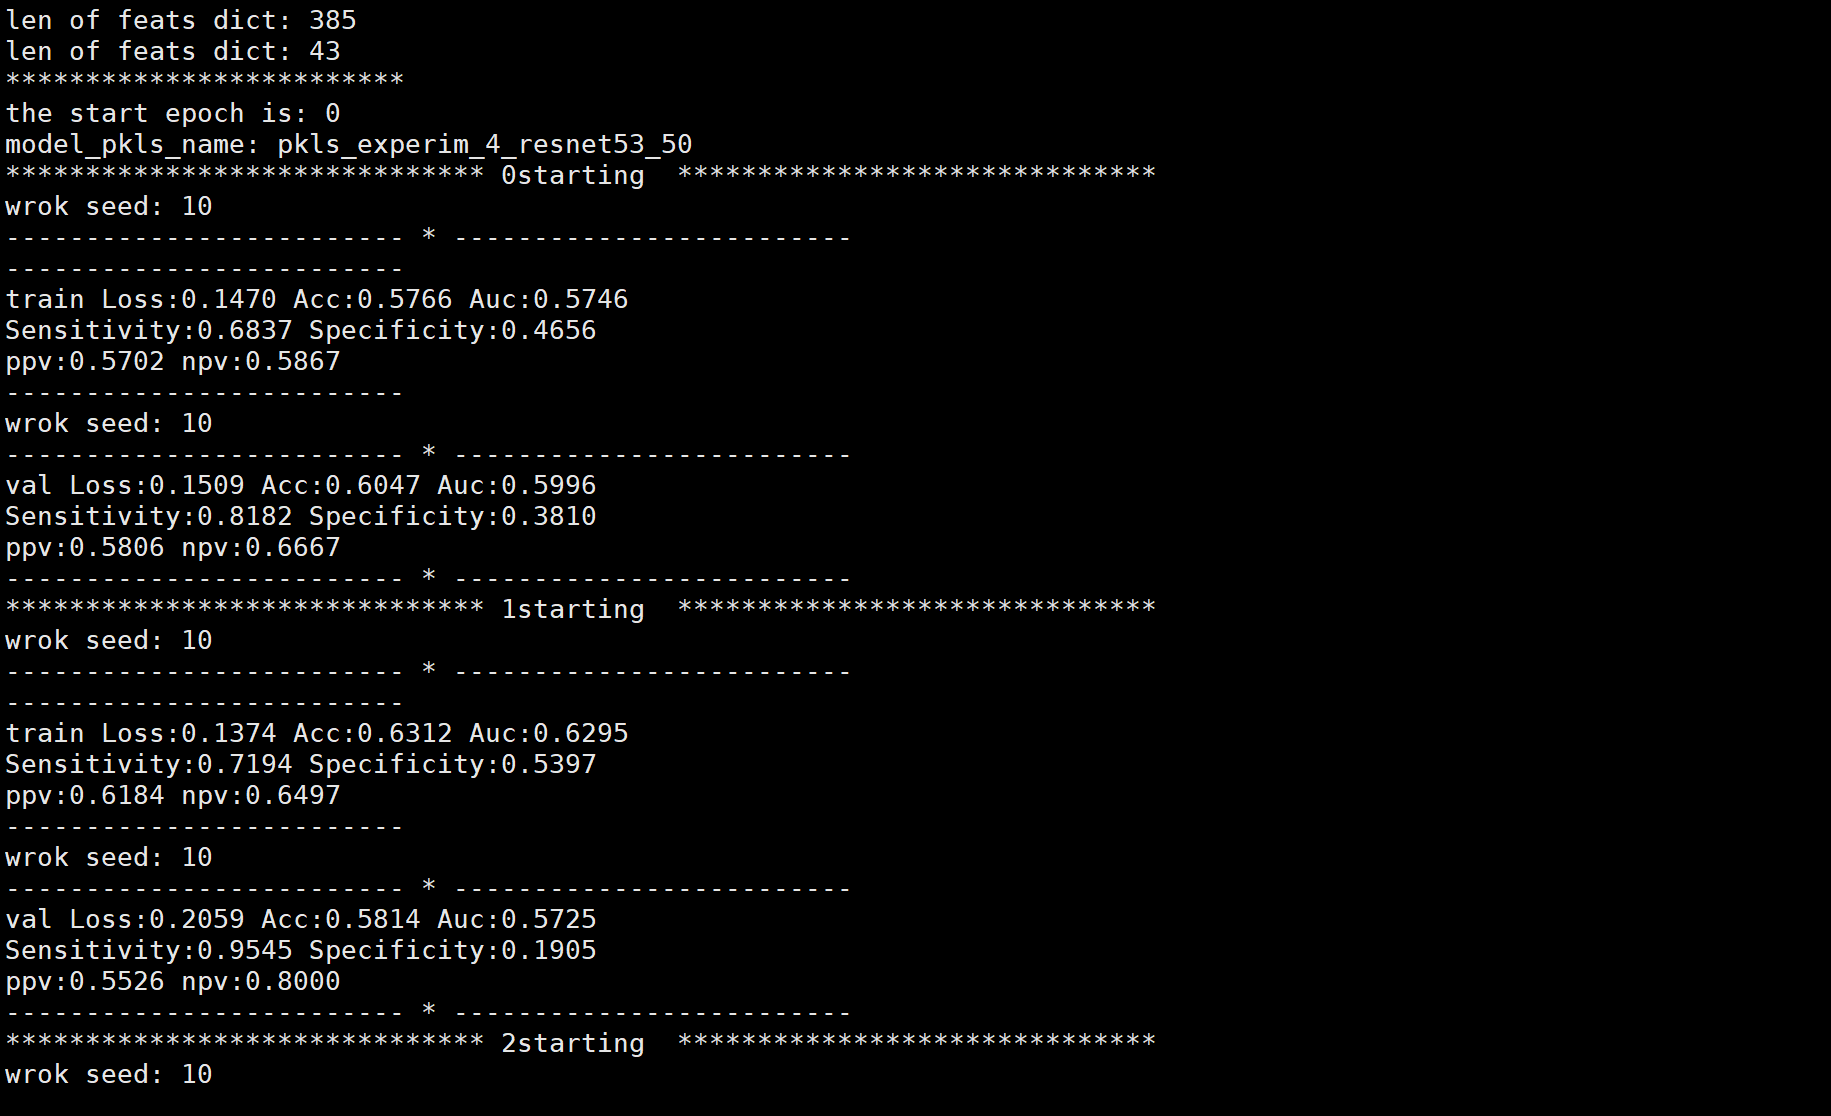 len of feats dict: 385
len of feats dict: 43
*************************
the start epoch is: 0
model_pkls_name: pkls_experim_4_resnet53_50
****************************** 0starting  ******************************
wrok seed: 10
------------------------- * -------------------------
-------------------------
train Loss:0.1470 Acc:0.5766 Auc:0.5746
Sensitivity:0.6837 Specificity:0.4656
ppv:0.5702 npv:0.5867
-------------------------
wrok seed: 10
------------------------- * -------------------------
val Loss:0.1509 Acc:0.6047 Auc:0.5996
Sensitivity:0.8182 Specificity:0.3810
ppv:0.5806 npv:0.6667
------------------------- * -------------------------
****************************** 1starting  ******************************
wrok seed: 10
------------------------- * -------------------------
-------------------------
train Loss:0.1374 Acc:0.6312 Auc:0.6295
Sensitivity:0.7194 Specificity:0.5397
ppv:0.6184 npv:0.6497
-------------------------
wrok seed: 10
------------------------- * -------------------------
val Loss:0.2059 Acc:0.5814 Auc:0.5725
Sensitivity:0.9545 Specificity:0.1905
ppv:0.5526 npv:0.8000
------------------------- * -------------------------
****************************** 2starting  ******************************
wrok seed: 10